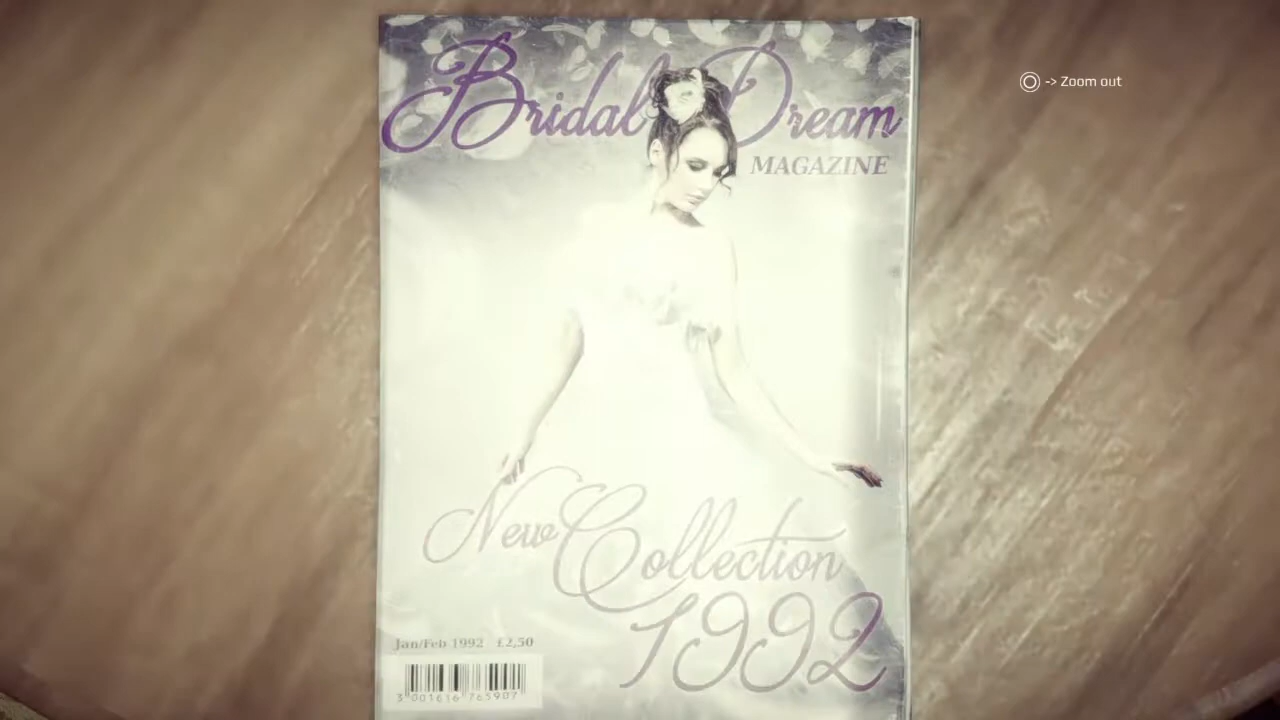 Bridal Dream
MAGAZINE
-> Zoom out
New Collection
1992
Jan/Feb 1992 £2,50
3 001616 765907